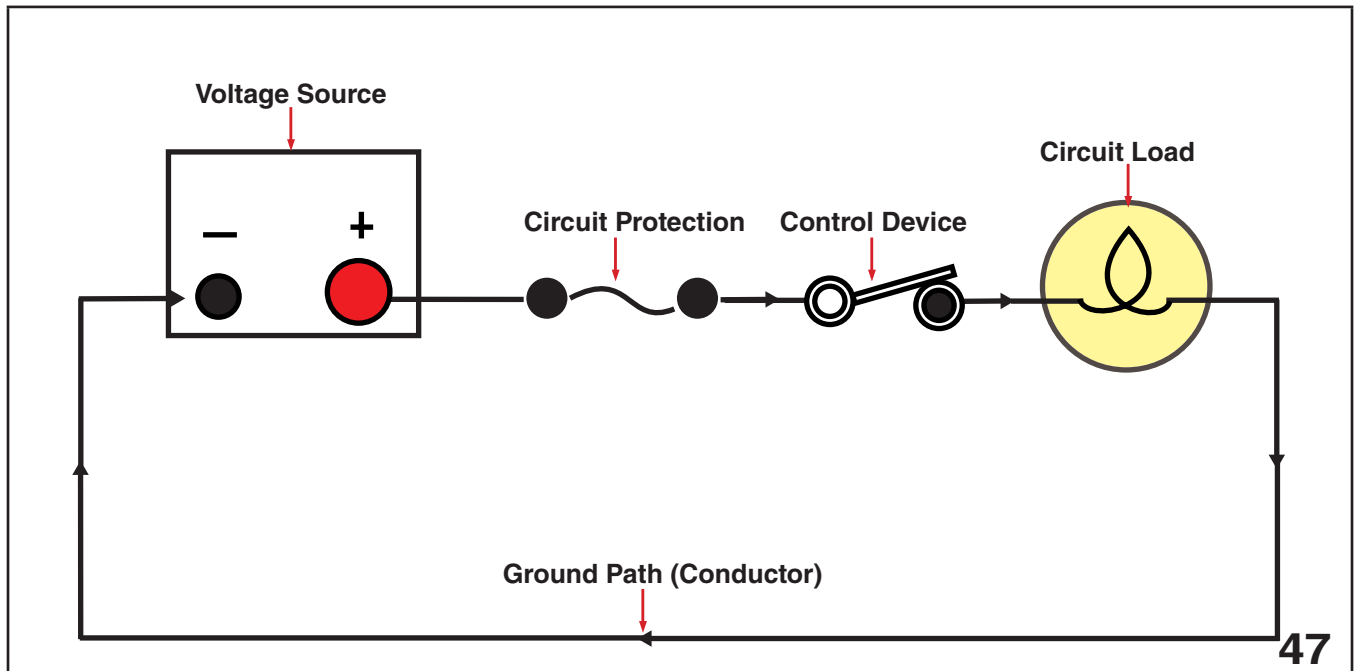 Voltage Source
Circuit Load
Circuit Protection
Control Device
— +
Ground Path (Conductor)
47